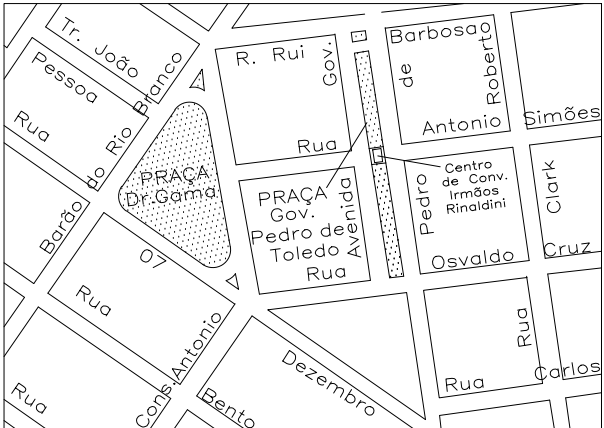 Tr. João
Pessoa
Rua
Barão do Rio Branco
R. Rui Barbosa
Gov.
de
Roberto
Rua Antonio Simões
PRAÇA
Dr.Gama
PRAÇA
Gov.
Pedro de
Toledo
Avenida
Centro
de Conv.
Irmãos
Rinaldini
Pedro
Clark
Rua Osvaldo Cruz
07
Rua
Cons. Antonio
Dezembro
Bento
Rua
Rua
Rua Carlos